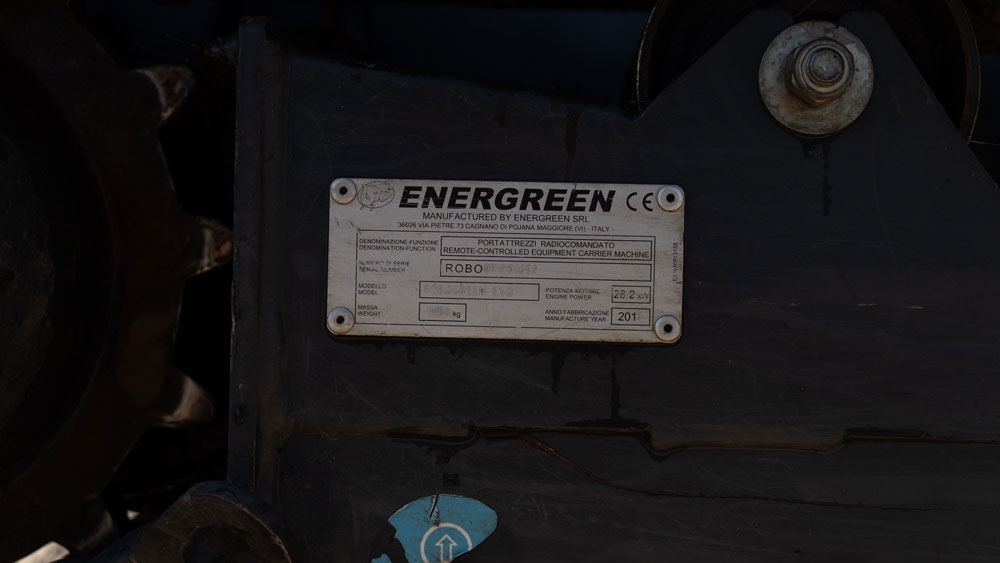 ENERGREEN CE
MANUFACTURED BY ENERGREEN SRL
36026 VIA PIETRE 73 CAGNANO DI POJANA MAGGIORE (VI) - ITALY -
DENOMINAZIONE-FUNZIONE
DENOMINATION-FUNCTION
PORTATTREZZI RADIOCOMANDATO
REMOTE-CONTROLLED EQUIPMENT CARRIER MACHINE
NUMERO DI SERIE
SERIAL NUMBER
ROBO
MODELLO
MODEL
POTENZA MOTORE
ENGINE POWER
28.2 KW
MASSA
WEIGHT
kg
ANNO FABBRICAZIONE
MANUFACTURE YEAR
201